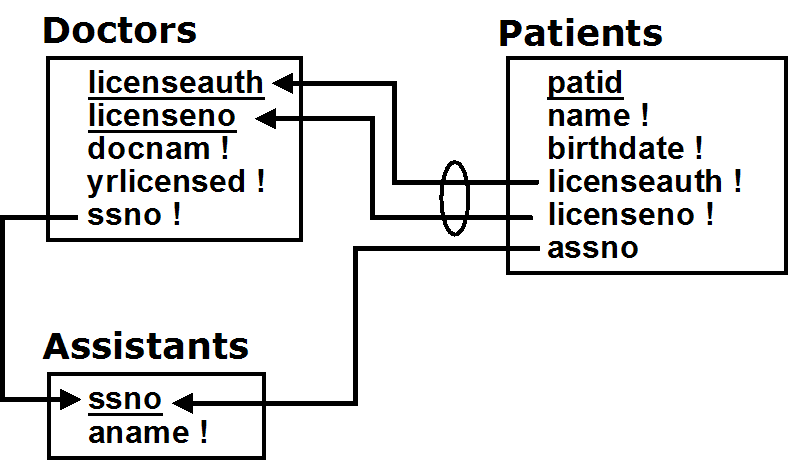 Doctors
licenseauth
licenseno
docnam !
yrlicensed !
ssno !
Patients
patid
name !
birthdate !
licenseauth !
licenseno !
assno
Assistants
ssno
aname !